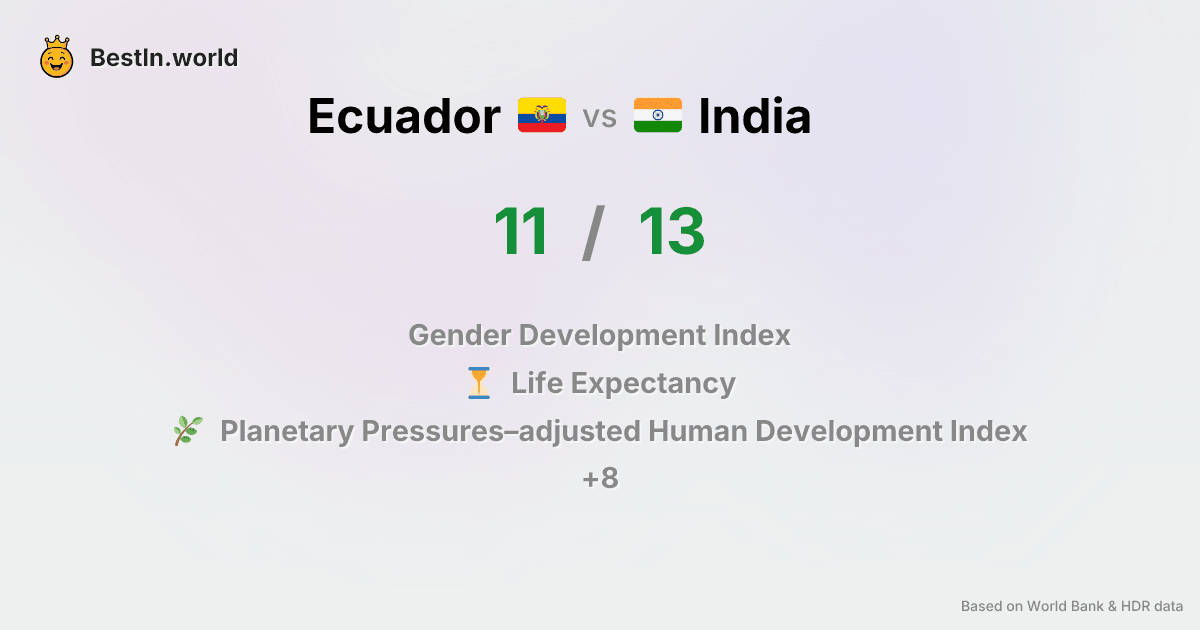 BestIn.world
Ecuador vs India
11 / 13
Gender Development Index
Life Expectancy
Planetary Pressures–adjusted Human Development Index
+8
Based on World Bank & HDR data